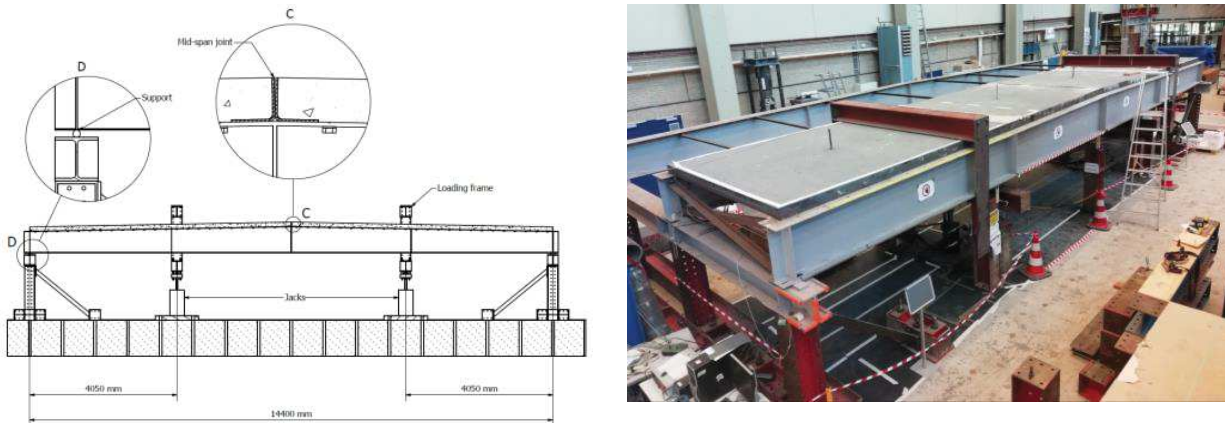 C
Mid-span joint
D
Support
Loading frame
C
D
Jacks
4050 mm
4050 mm
14400 mm